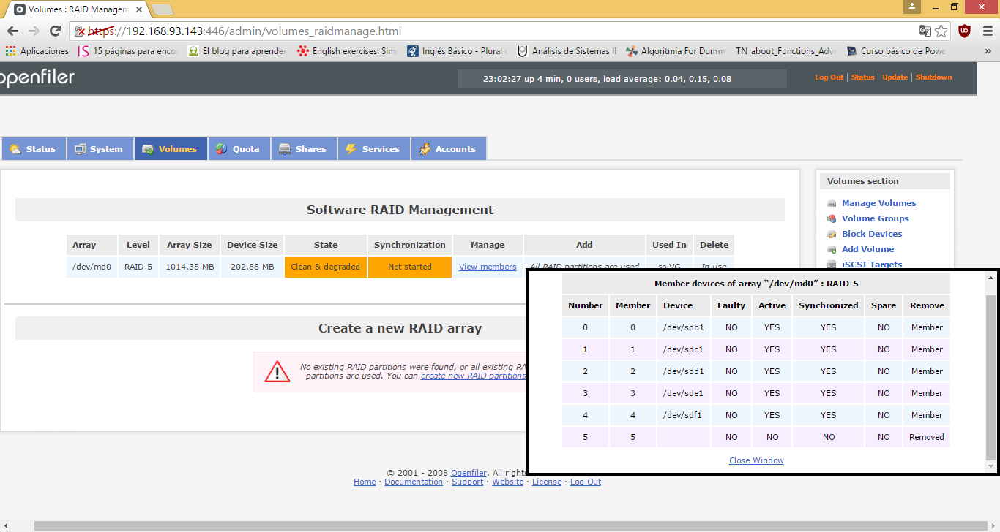 Volumes : RAID Managem
https://192.168.93.143:446/admin/volumes_raidmanage.html
Aplicaciones 15 páginas para enco El blog para aprender English exercises: Sim Inglés Básico - Plural Análisis de Sistemas II Algoritmia For Dumm TN about_Functions_Adva Curso básico de Powe »
openfiler
23:02:27 up 4 min, 0 users, load average: 0.04, 0.15, 0.08
Log Out | Status | Update | Shutdown
Status System Volumes Quota Shares Services Accounts
Software RAID Management
Array Level Array Size Device Size State Synchronization Manage Add Used In Delete
/dev/md0 RAID-5 1014.38 MB 202.88 MB Clean & degraded Not started View members All RAID partitions are used so VG In use
Create a new RAID array
No existing RAID partitions were found, or all existing RA
partitions are used. You can create new RAID partitions
Volumes section
Manage Volumes
Volume Groups
Block Devices
Add Volume
iSCSI Targets
Member devices of array “/dev/md0” : RAID-5
Number Member Device Faulty Active Synchronized Spare Remove
0 0 /dev/sdb1 NO YES YES NO Member
1 1 /dev/sdc1 NO YES YES NO Member
2 2 /dev/sdd1 NO YES YES NO Member
3 3 /dev/sde1 NO YES YES NO Member
4 4 /dev/sdf1 NO YES YES NO Member
5 5 NO NO NO NO Removed
Close Window
© 2001 - 2008 Openfiler. All rights
Home · Documentation · Support · Website · License · Log Out